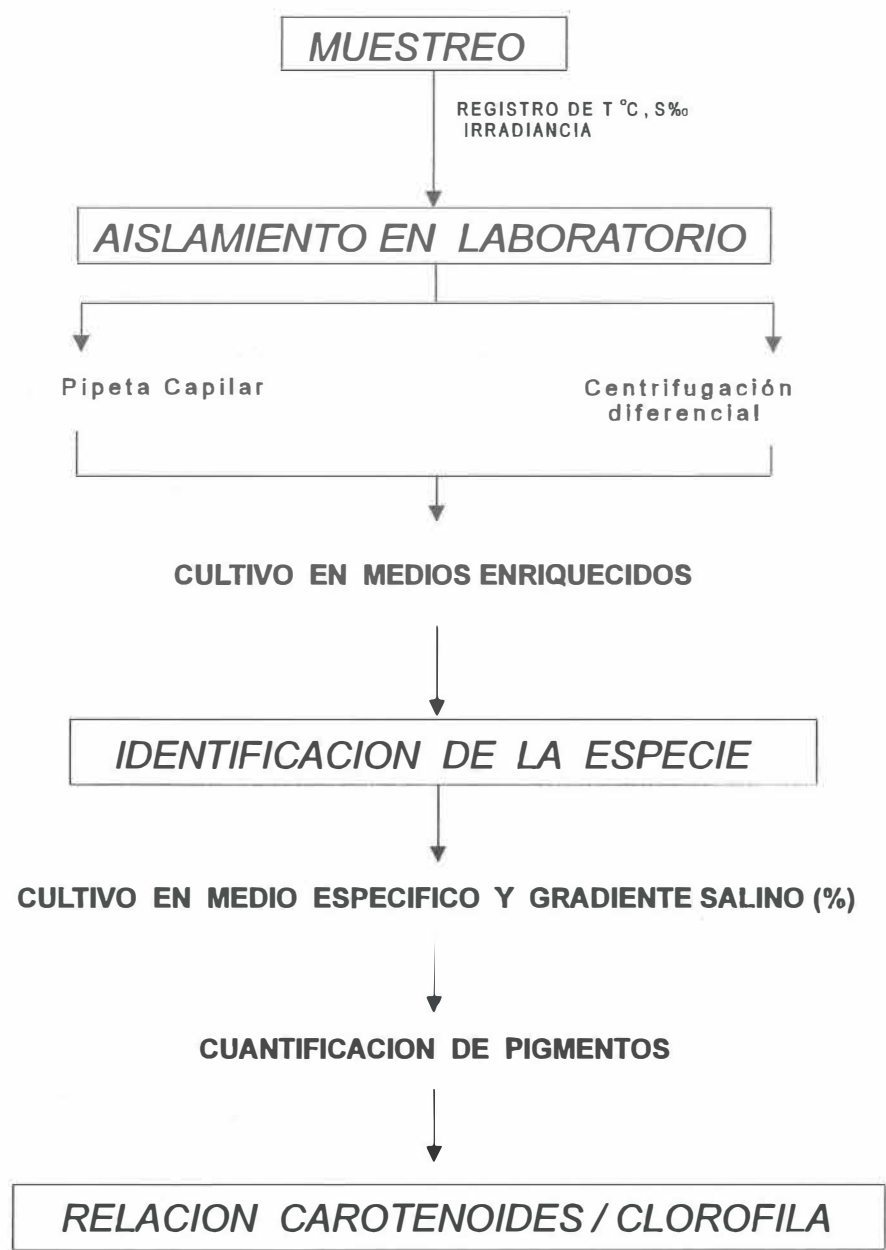 MUESTREO
REGISTRO DE T °C, S‰
IRRADIANCIA
AISLAMIENTO EN LABORATORIO
Pipeta Capilar
Centrifugación
diferencial
CULTIVO EN MEDIOS ENRIQUECIDOS
IDENTIFICACION DE LA ESPECIE
CULTIVO EN MEDIO ESPECIFICO Y GRADIENTE SALINO (%)
CUANTIFICACION DE PIGMENTOS
RELACION CAROTENOIDES / CLOROFILA